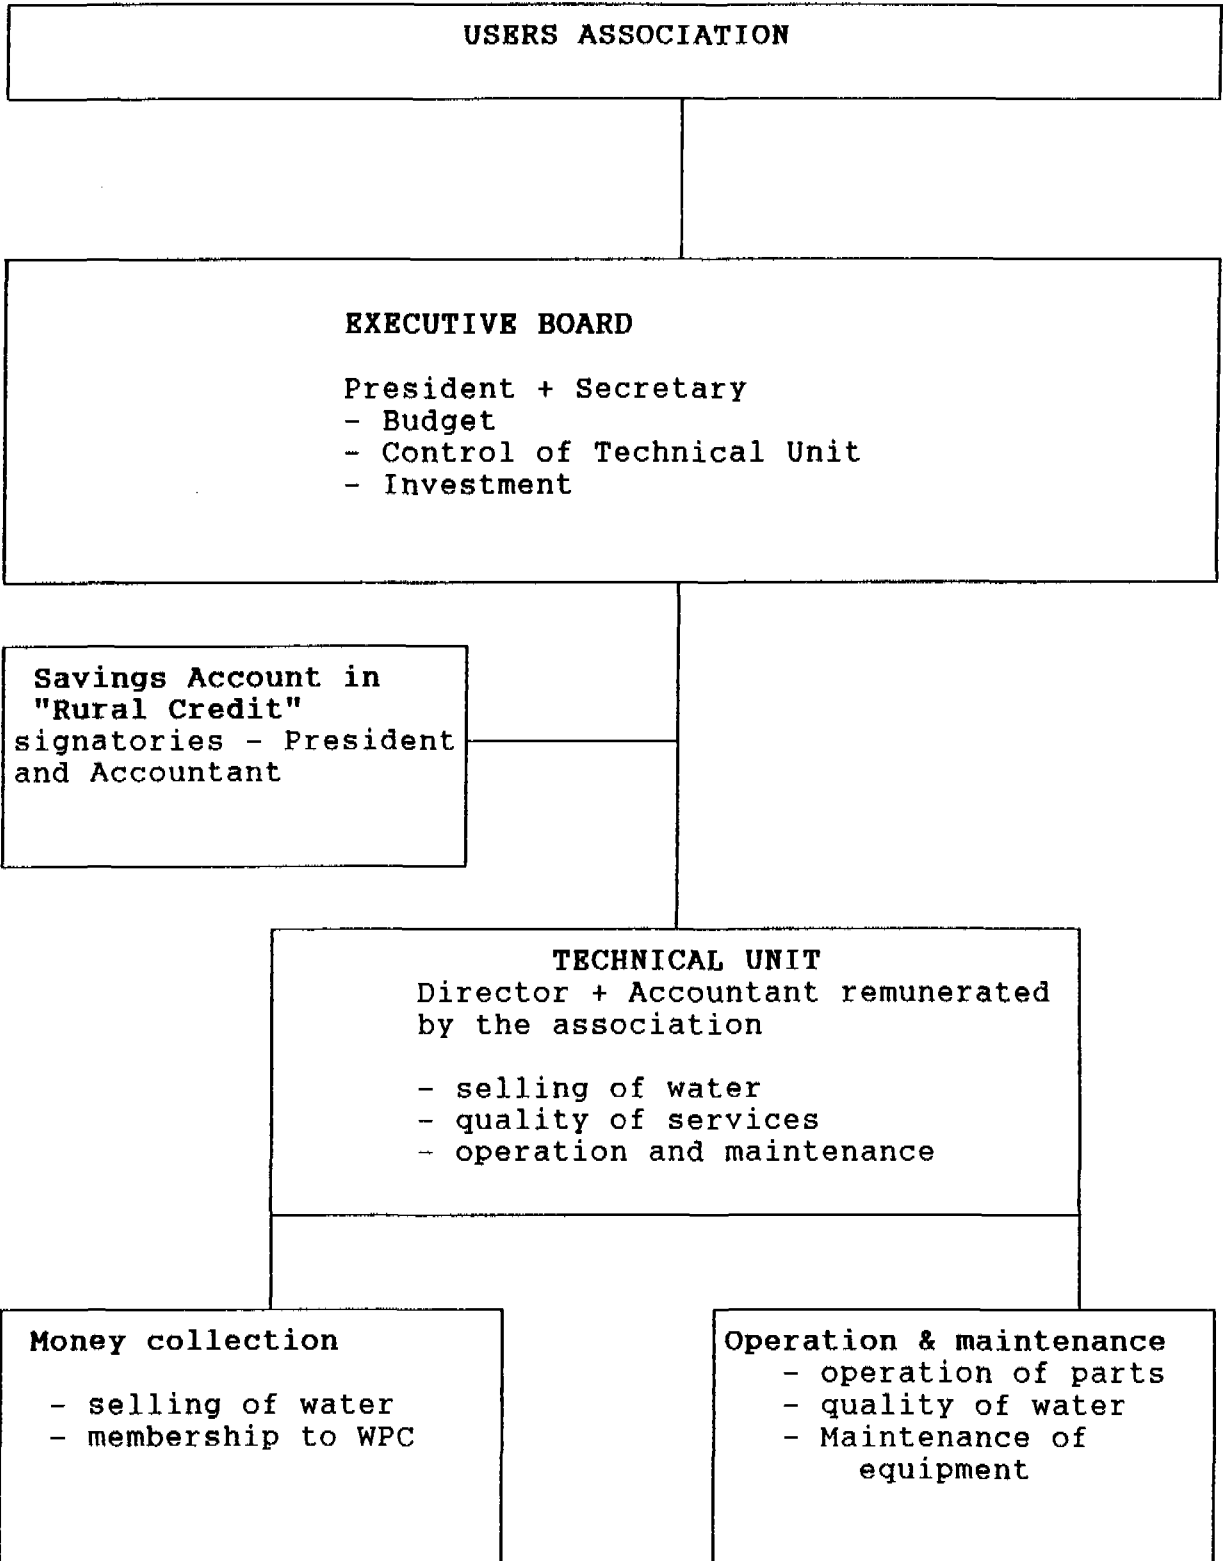 USERS ASSOCIATION
EXECUTIVE BOARD
President + Secretary
- Budget
- Control of Technical Unit
- Investment
Savings Account in
"Rural Credit"
signatories - President
and Accountant
TECHNICAL UNIT
Director + Accountant remunerated
by the association
- selling of water
- quality of services
- operation and maintenance
Money collection
- selling of water
- membership to WPC
Operation & maintenance
- operation of parts
- quality of water
- Maintenance of
equipment